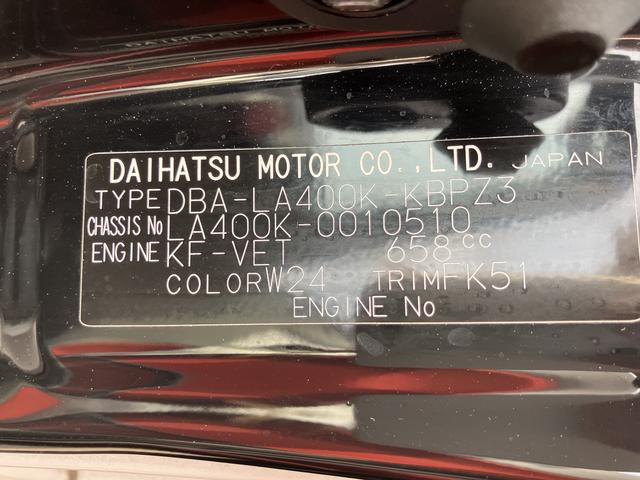 DAIHATSU MOTOR CO.,LTD. JAPAN
TYPE DBA-LA400K-KBPZ3
CHASSIS No LA400K-0010510
ENGINE KF-VET 658cc
COLOR W24 TRIM FK51
ENGINE No